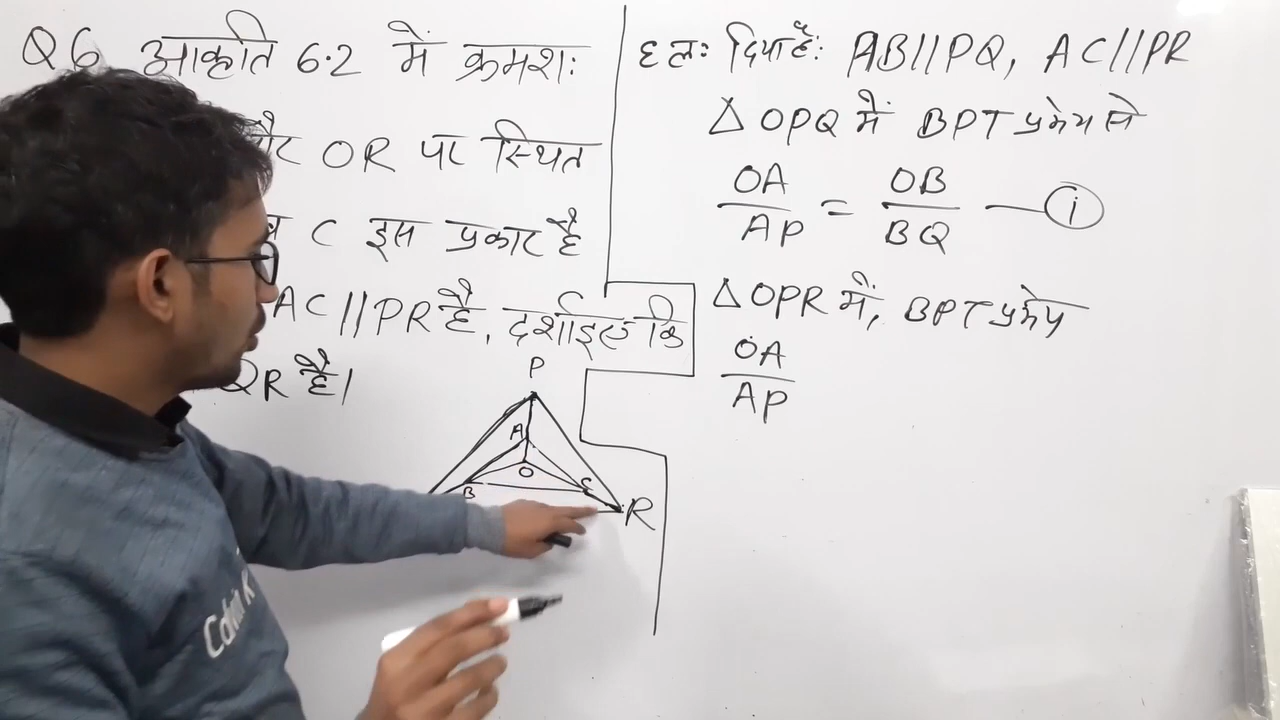 Q6 आकृति 6.2 में क्रमशः
OR पर स्थित
C इस प्रकार है
AC//PR है, दर्शाइए कि
QR है।
P
A
O
B
C
R
हलः दिया हैः AB//PQ, AC//PR
△OPQ में BPT प्रमेय से
OA/AP = OB/BQ — (i)
△OPR में, BPT प्रमेय
OA/AP
Calvin K